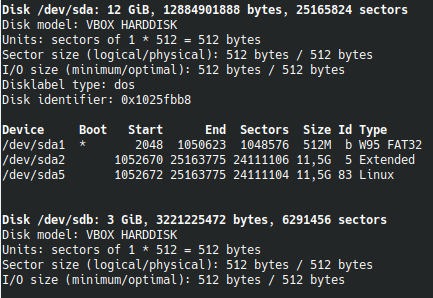 Disk /dev/sda: 12 GiB, 12884901888 bytes, 25165824 sectors
Disk model: VBOX HARDDISK
Units: sectors of 1 * 512 = 512 bytes
Sector size (logical/physical): 512 bytes / 512 bytes
I/O size (minimum/optimal): 512 bytes / 512 bytes
Disklabel type: dos
Disk identifier: 0x1025fbb8
Device     Boot   Start      End  Sectors  Size Id Type
/dev/sda1  *       2048  1050623  1048576  512M  b W95 FAT32
/dev/sda2       1052670 25163775 24111106 11,5G  5 Extended
/dev/sda5       1052672 25163775 24111104 11,5G 83 Linux
Disk /dev/sdb: 3 GiB, 3221225472 bytes, 6291456 sectors
Disk model: VBOX HARDDISK
Units: sectors of 1 * 512 = 512 bytes
Sector size (logical/physical): 512 bytes / 512 bytes
I/O size (minimum/optimal): 512 bytes / 512 bytes